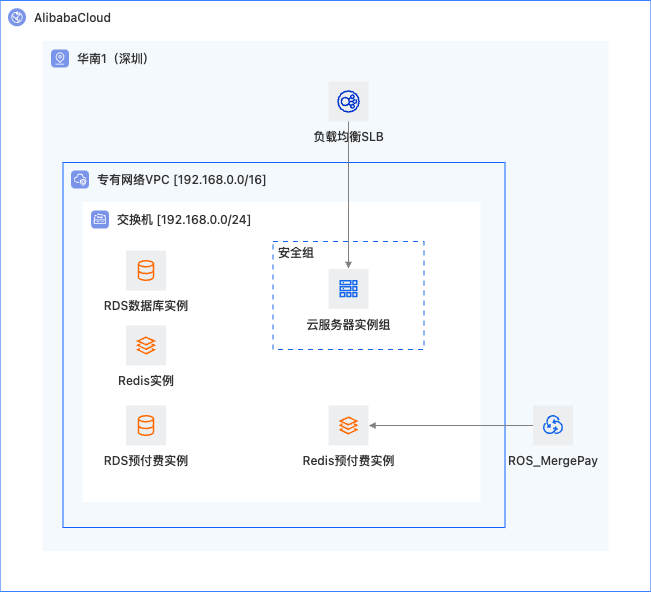 AlibabaCloud
华南1（深圳）
负载均衡SLB
专有网络VPC [192.168.0.0/16]
交换机 [192.168.0.0/24]
安全组
云服务器实例组
RDS数据库实例
Redis实例
RDS预付费实例
Redis预付费实例
ROS_MergePay